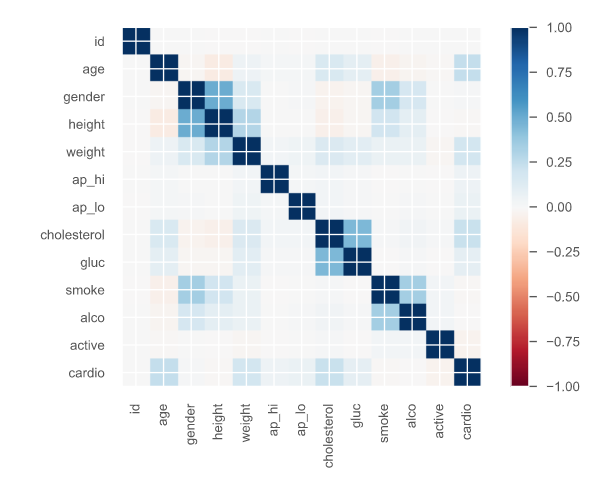 id
age
gender
height
weight
ap_hi
ap_lo
cholesterol
gluc
smoke
alco
active
cardio
id
age
gender
height
weight
ap_hi
ap_lo
cholesterol
gluc
smoke
alco
active
cardio
1.00
0.75
0.50
0.25
0.00
−0.25
−0.50
−0.75
−1.00